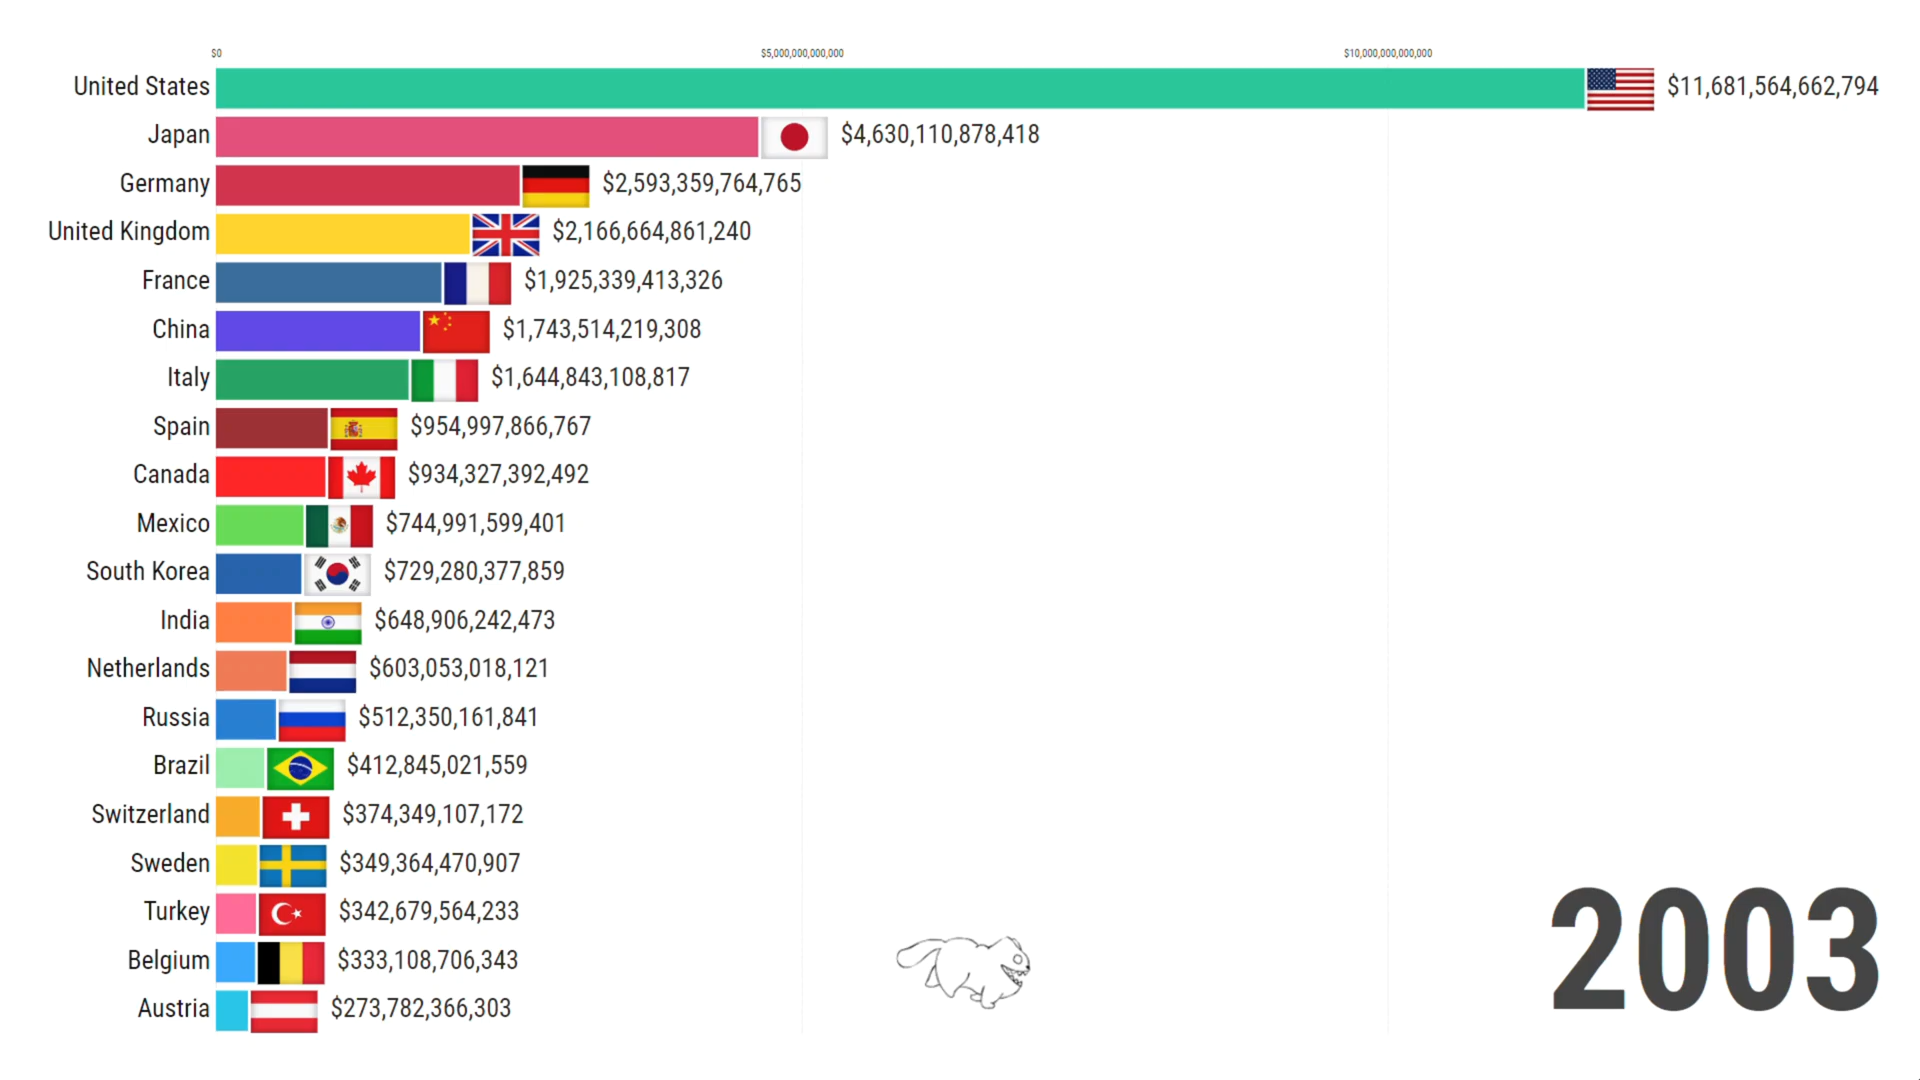 $0 $5,000,000,000,000 $10,000,000,000,000
United States $11,681,564,662,794
Japan $4,630,110,878,418
Germany $2,593,359,764,765
United Kingdom $2,166,664,861,240
France $1,925,339,413,326
China $1,743,514,219,308
Italy $1,644,843,108,817
Spain $954,997,866,767
Canada $934,327,392,492
Mexico $744,991,599,401
South Korea $729,280,377,859
India $648,906,242,473
Netherlands $603,053,018,121
Russia $512,350,161,841
Brazil $412,845,021,559
Switzerland $374,349,107,172
Sweden $349,364,470,907
Turkey $342,679,564,233
Belgium $333,108,706,343
Austria $273,782,366,303
2003